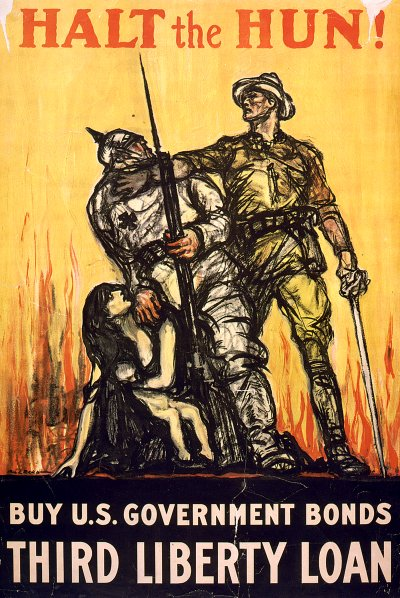 HALT the HUN!
BUY U.S. GOVERNMENT BONDS
THIRD LIBERTY LOAN